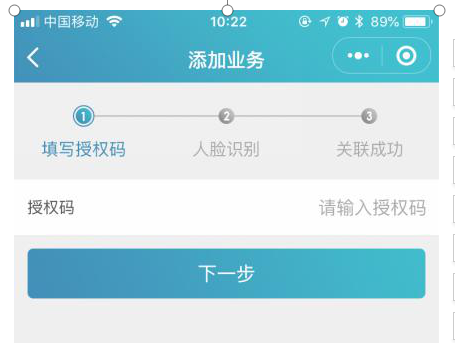 中国移动 10:22 89%
添加业务
1 2 3
填写授权码 人脸识别 关联成功
授权码 请输入授权码
下一步